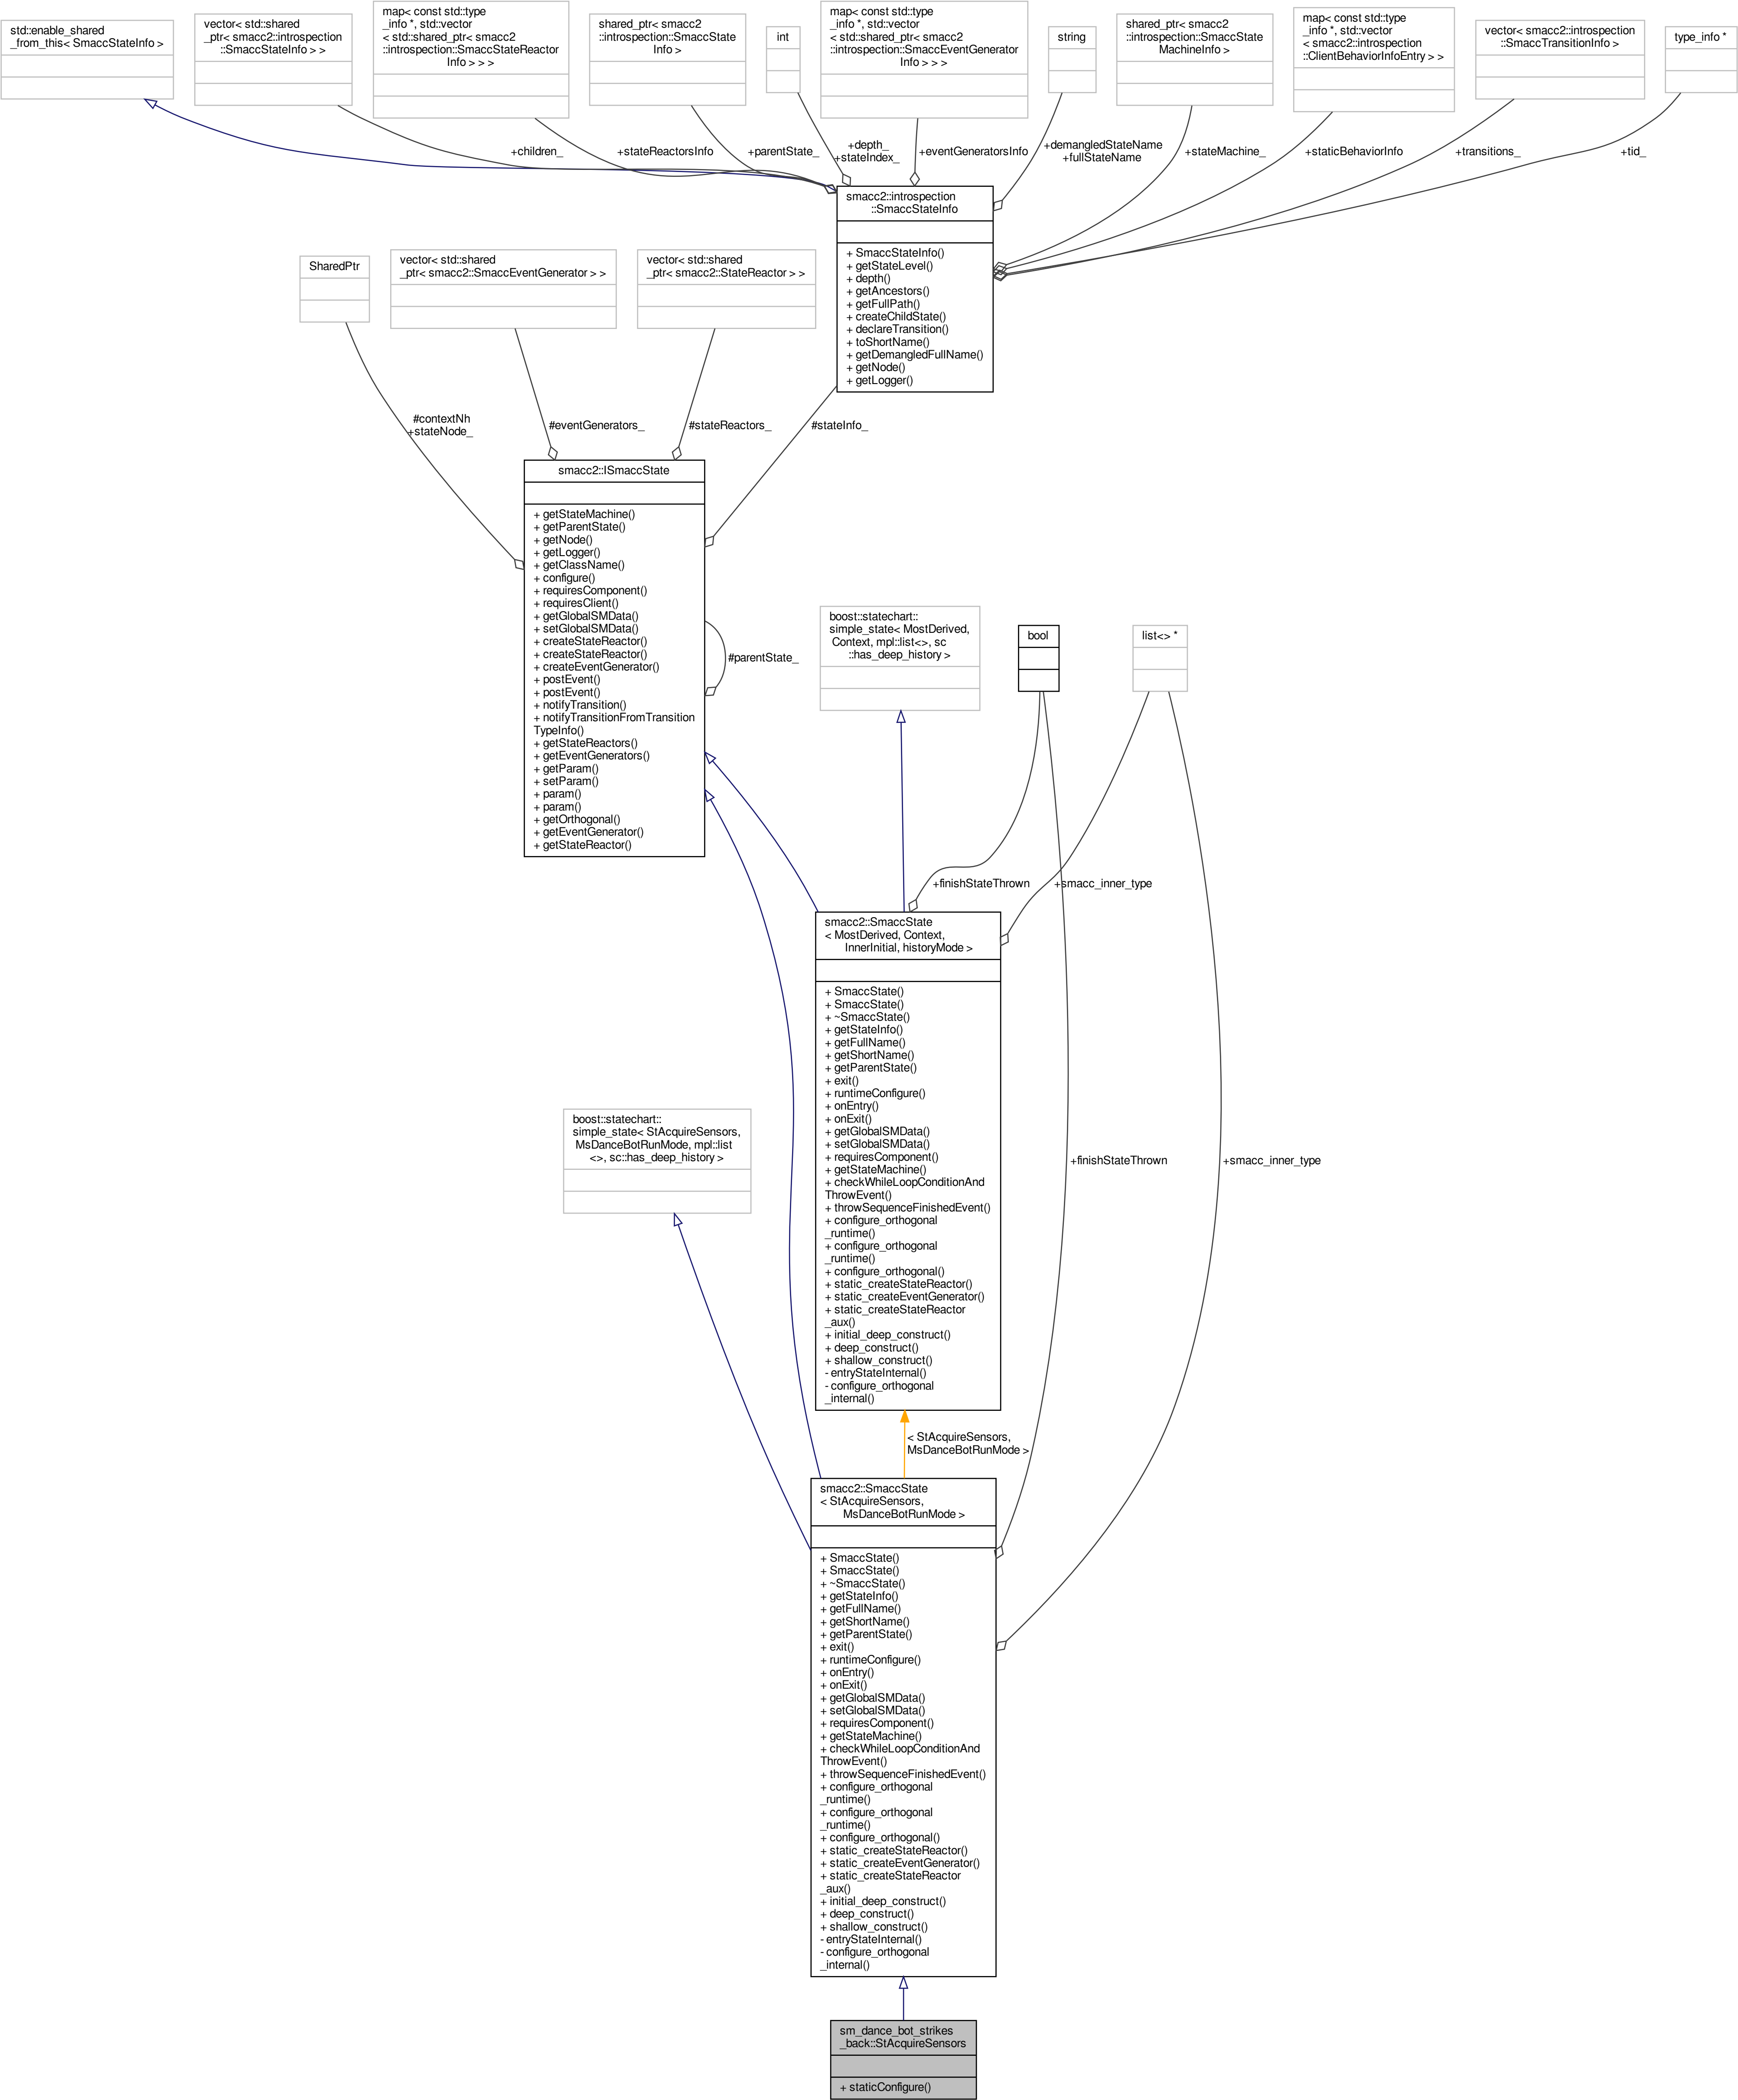 std::enable_shared
_from_this< SmaccStateInfo >
vector< std::shared
_ptr< smacc2::introspection
::SmaccStateInfo > >
map< const std::type
_info *, std::vector
< std::shared_ptr< smacc2
::introspection::SmaccStateReactor
Info > > >
shared_ptr< smacc2
::introspection::SmaccState
Info >
int
map< const std::type
_info *, std::vector
< std::shared_ptr< smacc2
::introspection::SmaccEventGenerator
Info > > >
string
shared_ptr< smacc2
::introspection::SmaccState
MachineInfo >
map< const std::type
_info *, std::vector
< smacc2::introspection
::ClientBehaviorInfoEntry > >
vector< smacc2::introspection
::SmaccTransitionInfo >
type_info *
+children_
+stateReactorsInfo
+parentState_
+depth_
+stateIndex_
+eventGeneratorsInfo
+demangledStateName
+fullStateName
+stateMachine_
+staticBehaviorInfo
+transitions_
+tid_
smacc2::introspection
::SmaccStateInfo
+ SmaccStateInfo()
+ getStateLevel()
+ depth()
+ getAncestors()
+ getFullPath()
+ createChildState()
+ declareTransition()
+ toShortName()
+ getDemangledFullName()
+ getNode()
+ getLogger()
SharedPtr
vector< std::shared
_ptr< smacc2::SmaccEventGenerator > >
vector< std::shared
_ptr< smacc2::StateReactor > >
#contextNh
+stateNode_
#eventGenerators_
#stateReactors_
#stateInfo_
smacc2::ISmaccState
+ getStateMachine()
+ getParentState()
+ getNode()
+ getLogger()
+ getClassName()
+ configure()
+ requiresComponent()
+ requiresClient()
+ getGlobalSMData()
+ setGlobalSMData()
+ createStateReactor()
+ createStateReactor()
+ createEventGenerator()
+ postEvent()
+ postEvent()
+ notifyTransition()
+ notifyTransitionFromTransition
TypeInfo()
+ getStateReactors()
+ getEventGenerators()
+ getParam()
+ setParam()
+ param()
+ param()
+ getOrthogonal()
+ getEventGenerator()
+ getStateReactor()
#parentState_
boost::statechart::
simple_state< MostDerived,
Context, mpl::list<>, sc
::has_deep_history >
bool
list<> *
+finishStateThrown
+smacc_inner_type
smacc2::SmaccState
< MostDerived, Context,
InnerInitial, historyMode >
+ SmaccState()
+ SmaccState()
+ ~SmaccState()
+ getStateInfo()
+ getFullName()
+ getShortName()
+ getParentState()
+ exit()
+ runtimeConfigure()
+ onEntry()
+ onExit()
+ getGlobalSMData()
+ setGlobalSMData()
+ requiresComponent()
+ getStateMachine()
+ checkWhileLoopConditionAnd
ThrowEvent()
+ throwSequenceFinishedEvent()
+ configure_orthogonal
_runtime()
+ configure_orthogonal
_runtime()
+ configure_orthogonal()
+ static_createStateReactor()
+ static_createEventGenerator()
+ static_createStateReactor
_aux()
+ initial_deep_construct()
+ deep_construct()
+ shallow_construct()
- entryStateInternal()
- configure_orthogonal
_internal()
boost::statechart::
simple_state< StAcquireSensors,
MsDanceBotRunMode, mpl::list
<>, sc::has_deep_history >
+finishStateThrown
+smacc_inner_type
< StAcquireSensors,
MsDanceBotRunMode >
smacc2::SmaccState
< StAcquireSensors,
MsDanceBotRunMode >
+ SmaccState()
+ SmaccState()
+ ~SmaccState()
+ getStateInfo()
+ getFullName()
+ getShortName()
+ getParentState()
+ exit()
+ runtimeConfigure()
+ onEntry()
+ onExit()
+ getGlobalSMData()
+ setGlobalSMData()
+ requiresComponent()
+ getStateMachine()
+ checkWhileLoopConditionAnd
ThrowEvent()
+ throwSequenceFinishedEvent()
+ configure_orthogonal
_runtime()
+ configure_orthogonal
_runtime()
+ configure_orthogonal()
+ static_createStateReactor()
+ static_createEventGenerator()
+ static_createStateReactor
_aux()
+ initial_deep_construct()
+ deep_construct()
+ shallow_construct()
- entryStateInternal()
- configure_orthogonal
_internal()
sm_dance_bot_strikes
_back::StAcquireSensors
+ staticConfigure()